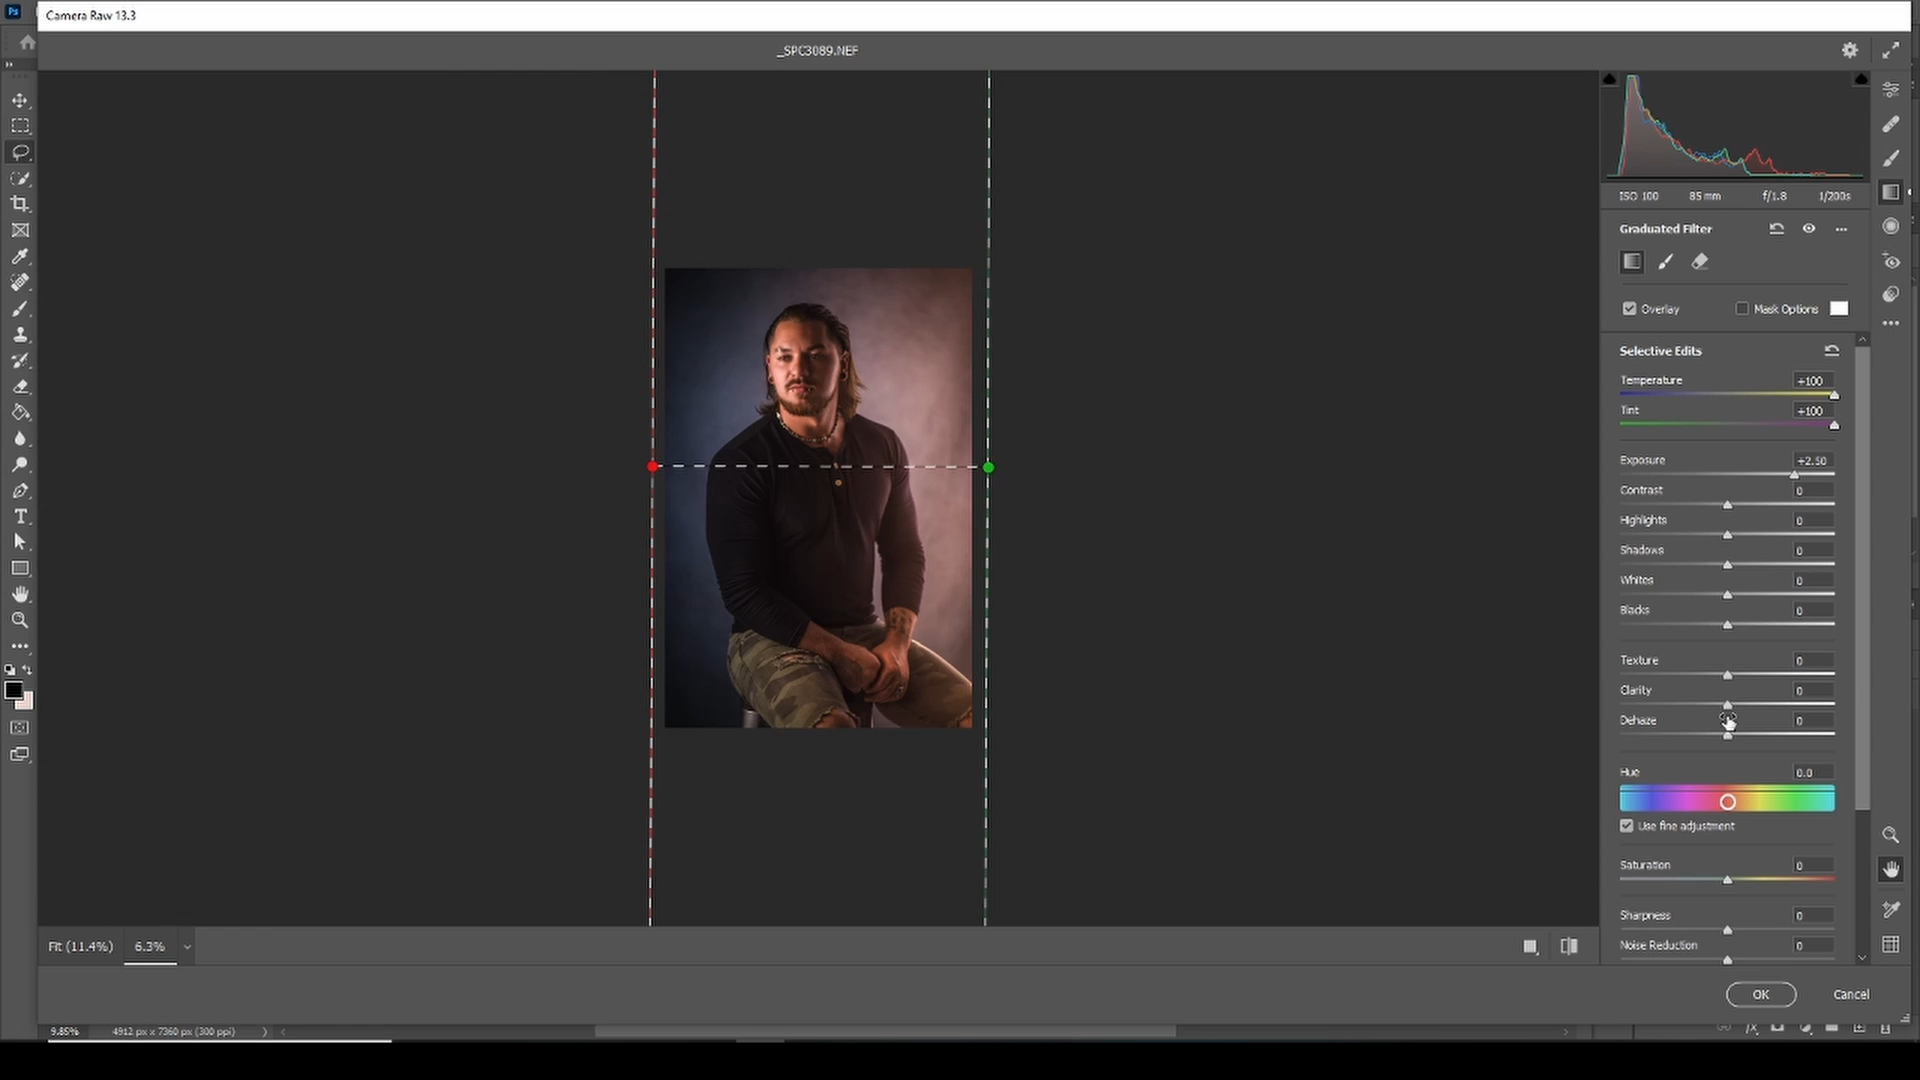 Ps
Camera Raw 13.3
_SPC3089.NEF
ISO 100 85 mm f/1.8 1/200s
Graduated Filter
Overlay Mask Options
Selective Edits
Temperature +100
Tint +100
Exposure +2.50
Contrast 0
Highlights 0
Shadows 0
Whites 0
Blacks 0
Texture 0
Clarity 0
Dehaze 0
Hue 0.0
Use fine adjustment
Saturation 0
Sharpness 0
Noise Reduction 0
Fit (11.4%) 6.3%
OK Cancel
9.85% 4912 px x 7360 px (300 ppi)